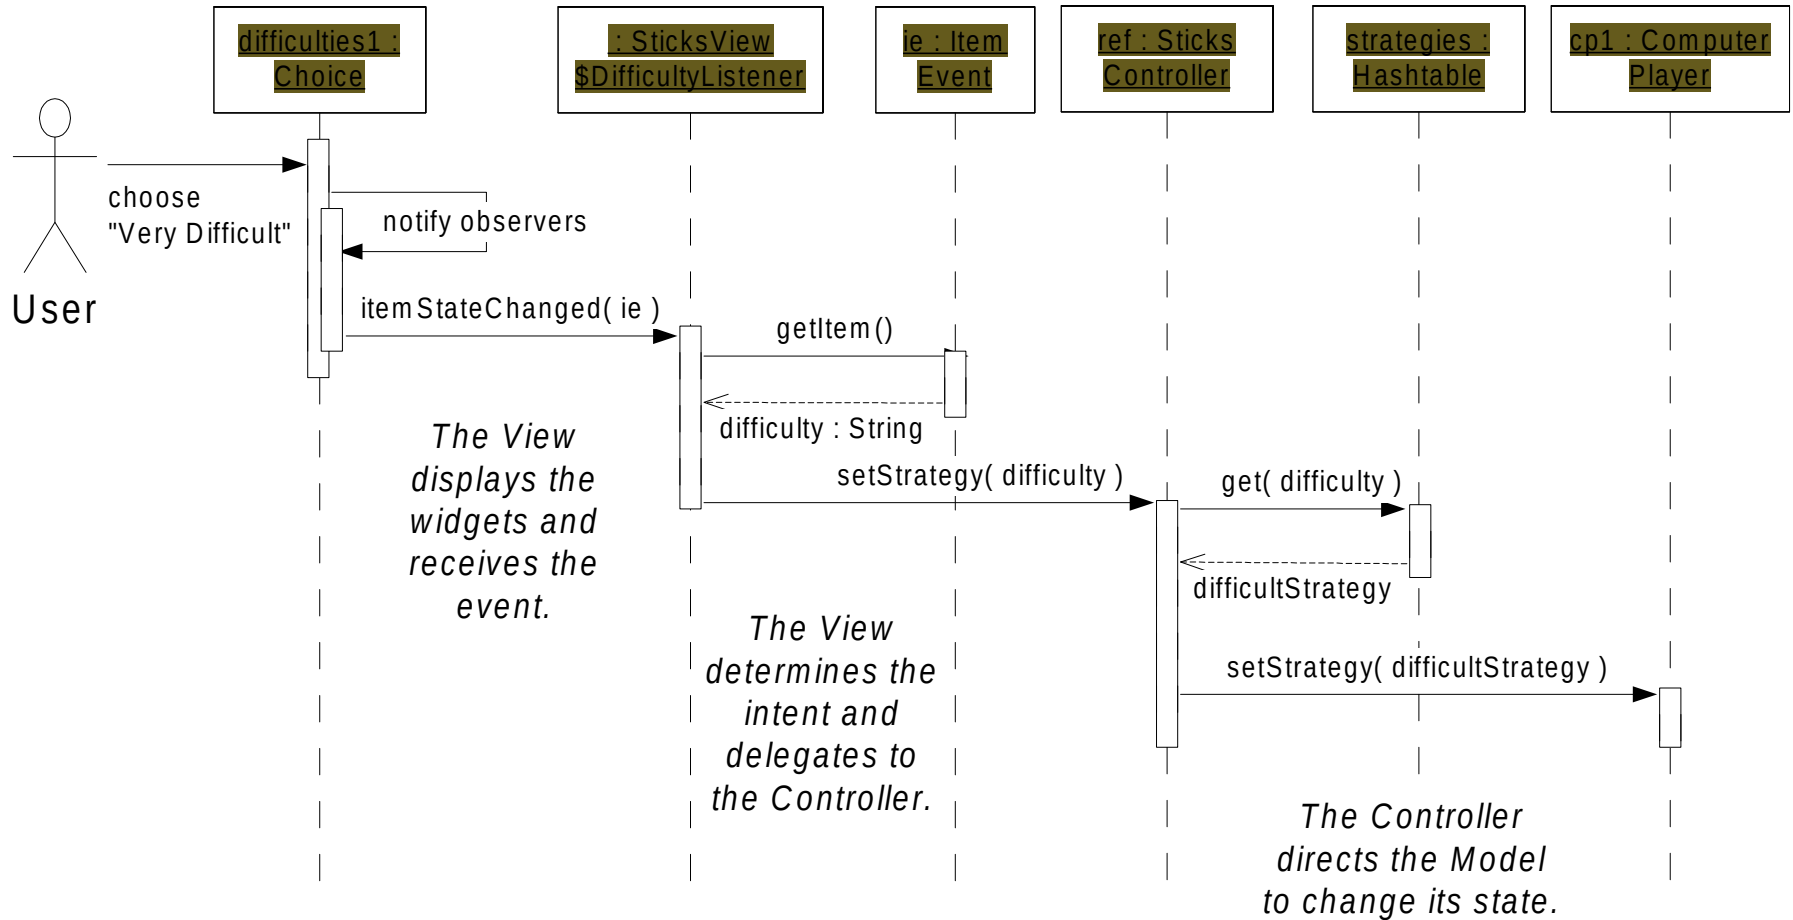 difficulties1 :
Choice
: SticksView
$DifficultyListener
ie : Item
Event
ref : Sticks
Controller
strategies :
Hashtable
cp1 : Computer
Player
User
choose
"Very Difficult"
notify observers
itemStateChanged( ie )
getItem()
difficulty : String
setStrategy( difficulty )
get( difficulty )
difficultStrategy
setStrategy( difficultStrategy )
The View
displays the
widgets and
receives the
event.
The View
determines the
intent and
delegates to
the Controller.
The Controller
directs the Model
to change its state.